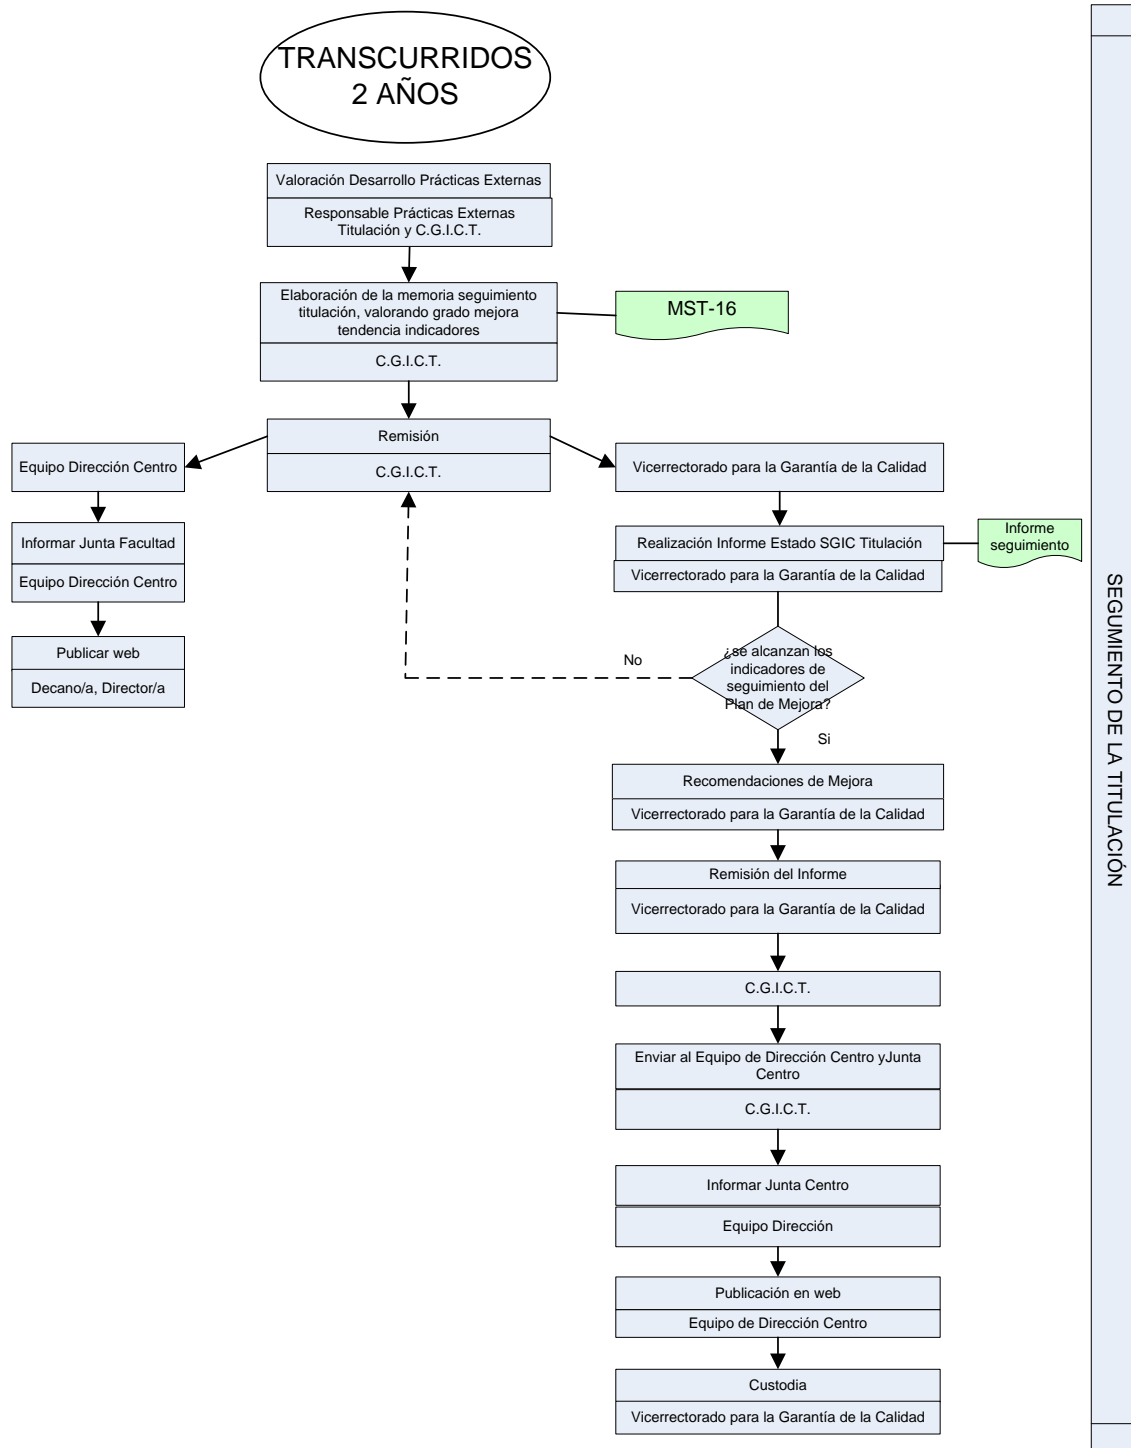 TRANSCURRIDOS
2 AÑOS
Valoración Desarrollo Prácticas Externas
Responsable Prácticas Externas
Titulación y C.G.I.C.T.
Elaboración de la memoria seguimiento
titulación, valorando grado mejora
tendencia indicadores
C.G.I.C.T.
MST-16
Remisión
C.G.I.C.T.
Equipo Dirección Centro
Informar Junta Facultad
Equipo Dirección Centro
Publicar web
Decano/a, Director/a
Vicerrectorado para la Garantía de la Calidad
Realización Informe Estado SGIC Titulación
Vicerrectorado para la Garantía de la Calidad
Informe
seguimiento
¿se alcanzan los
indicadores de
seguimiento del
Plan de Mejora?
No
Si
Recomendaciones de Mejora
Vicerrectorado para la Garantía de la Calidad
Remisión del Informe
Vicerrectorado para la Garantía de la Calidad
C.G.I.C.T.
Enviar al Equipo de Dirección Centro yJunta
Centro
C.G.I.C.T.
Informar Junta Centro
Equipo Dirección
Publicación en web
Equipo de Dirección Centro
Custodia
Vicerrectorado para la Garantía de la Calidad
SEGUMIENTO DE LA TITULACIÓN